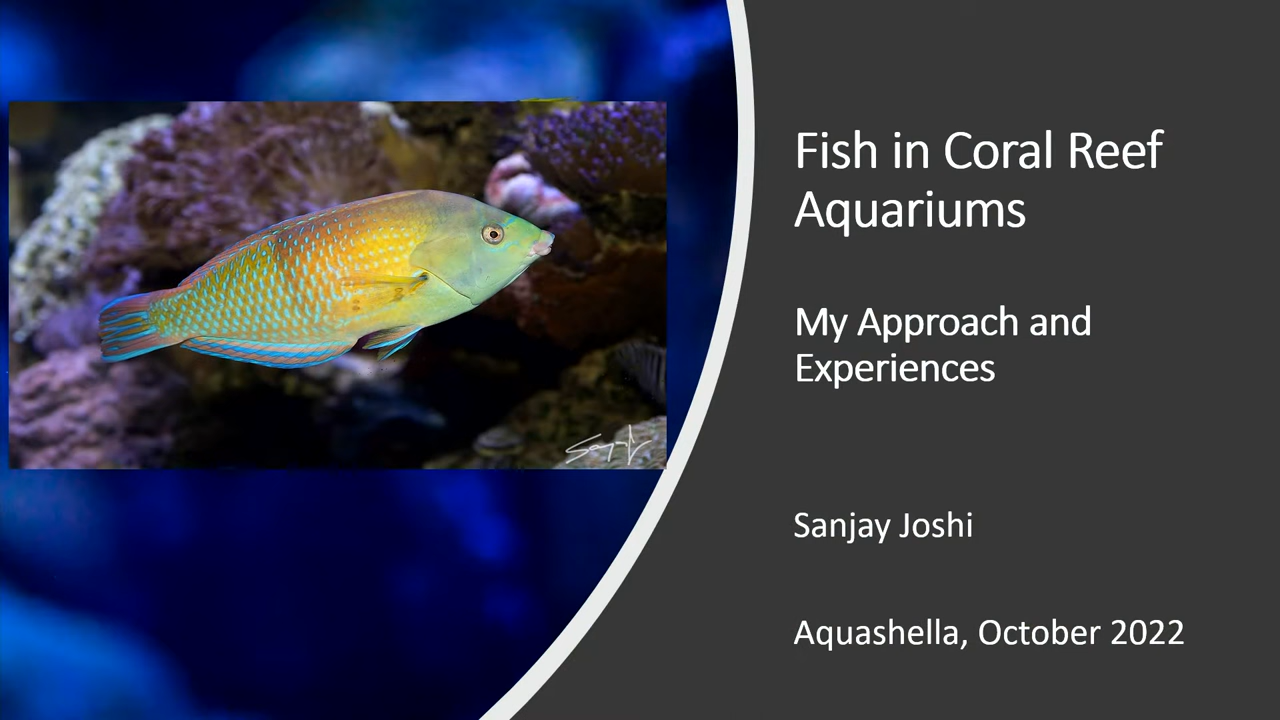 Fish in Coral Reef
Aquariums
My Approach and
Experiences
Sanjay Joshi
Aquashella, October 2022